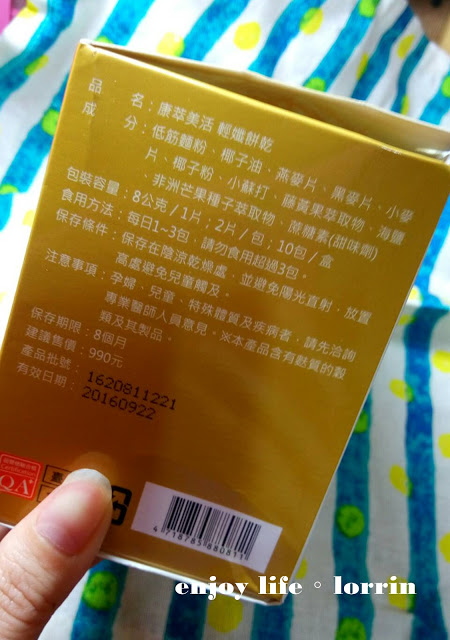 品　名：康萃美活 輕孅餅乾
成　分：低筋麵粉、椰子油、燕麥片、黑麥片、小麥
片、椰子粉、小蘇打、藤黃果萃取物、海鹽
、非洲芒果種子萃取物、蔗糖素(甜味劑)
包裝容量：8公克/1片；2片/包；10包/盒
食用方法：每日1~3包，請勿食用超過3包。
保存條件：保存在陰涼乾燥處，並避免陽光直射，放置
高處避免兒童觸及。
注意事項：孕婦、兒童、特殊體質及疾病者，請先洽詢
專業醫師人員意見。※本產品含有麩質的穀
類及其製品。
保存期限：8個月
建議售價：990元
產品批號：1620811221
有效日期：20160922
QA+
4718785880811
enjoy life。lorrin